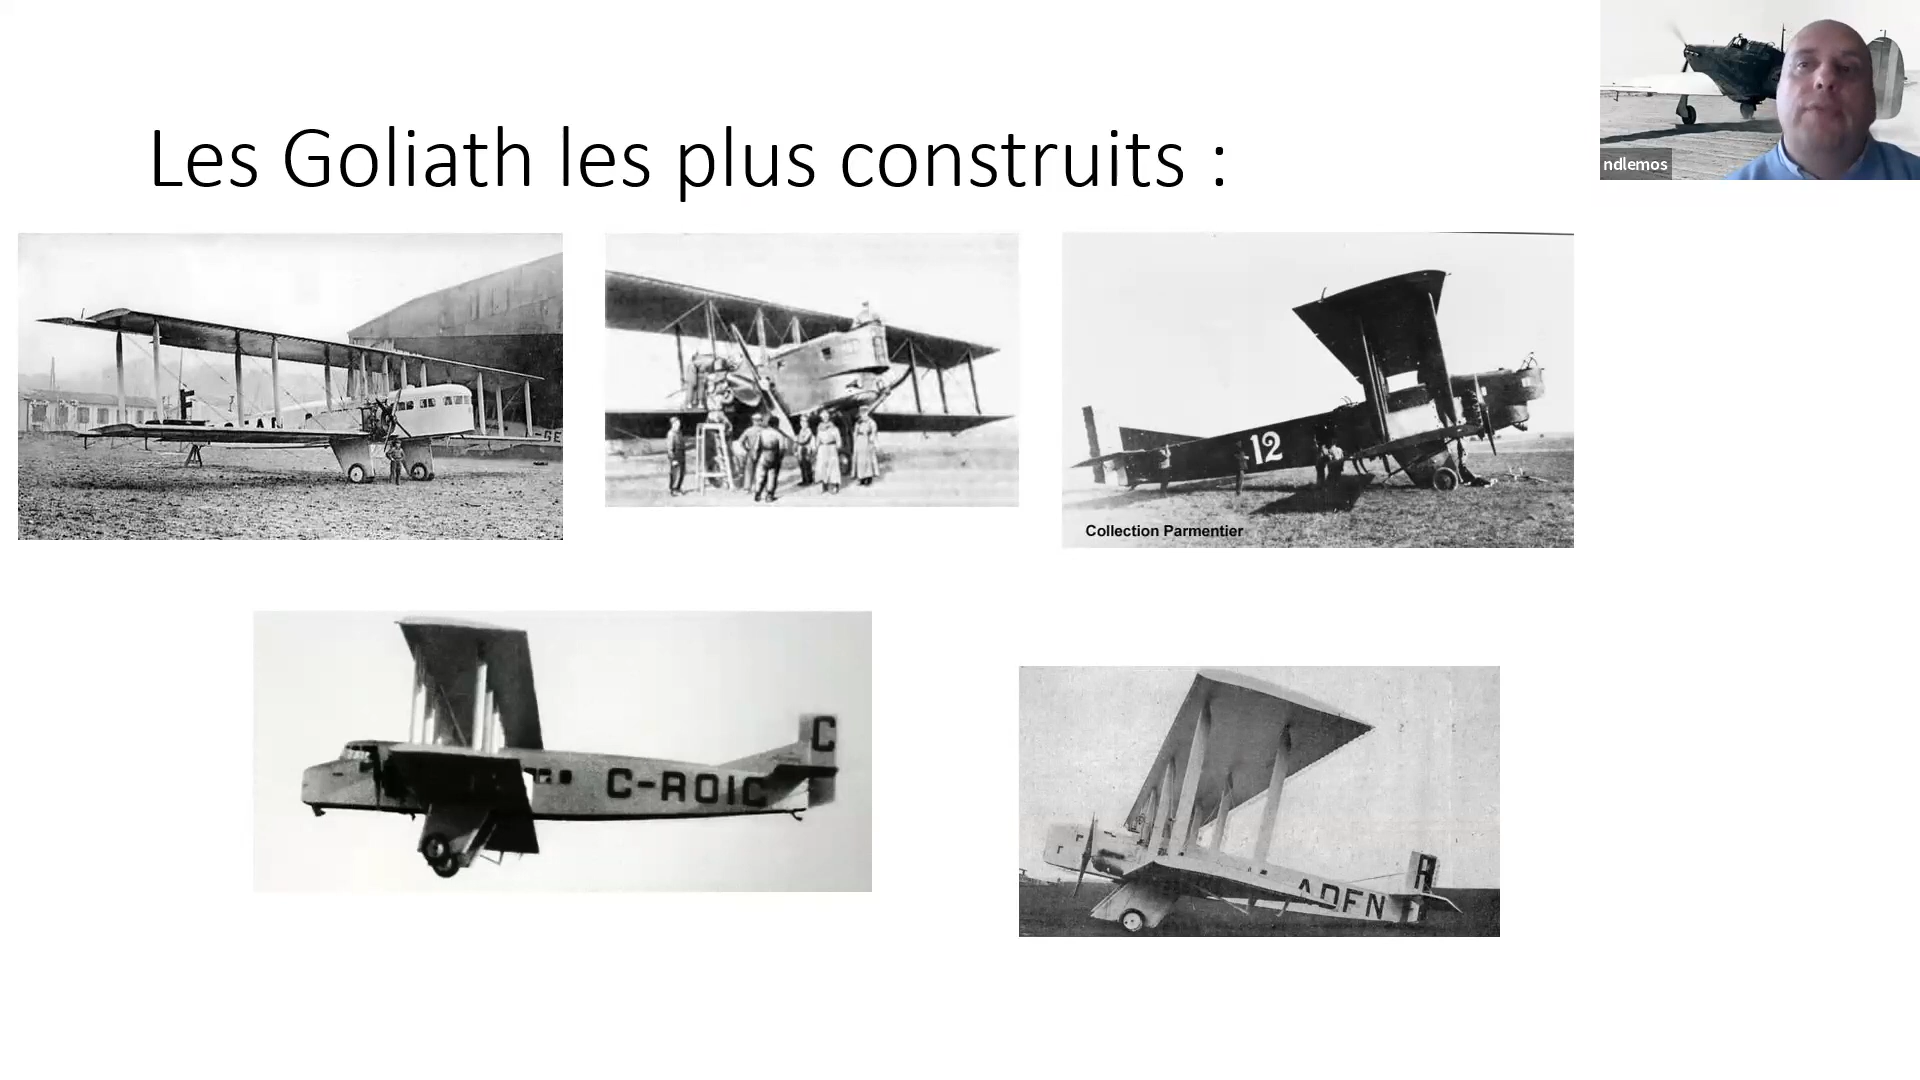 Les Goliath les plus construits :
ndlemos
F
12
Collection Parmentier
C
C-ROIC
R
ADFN